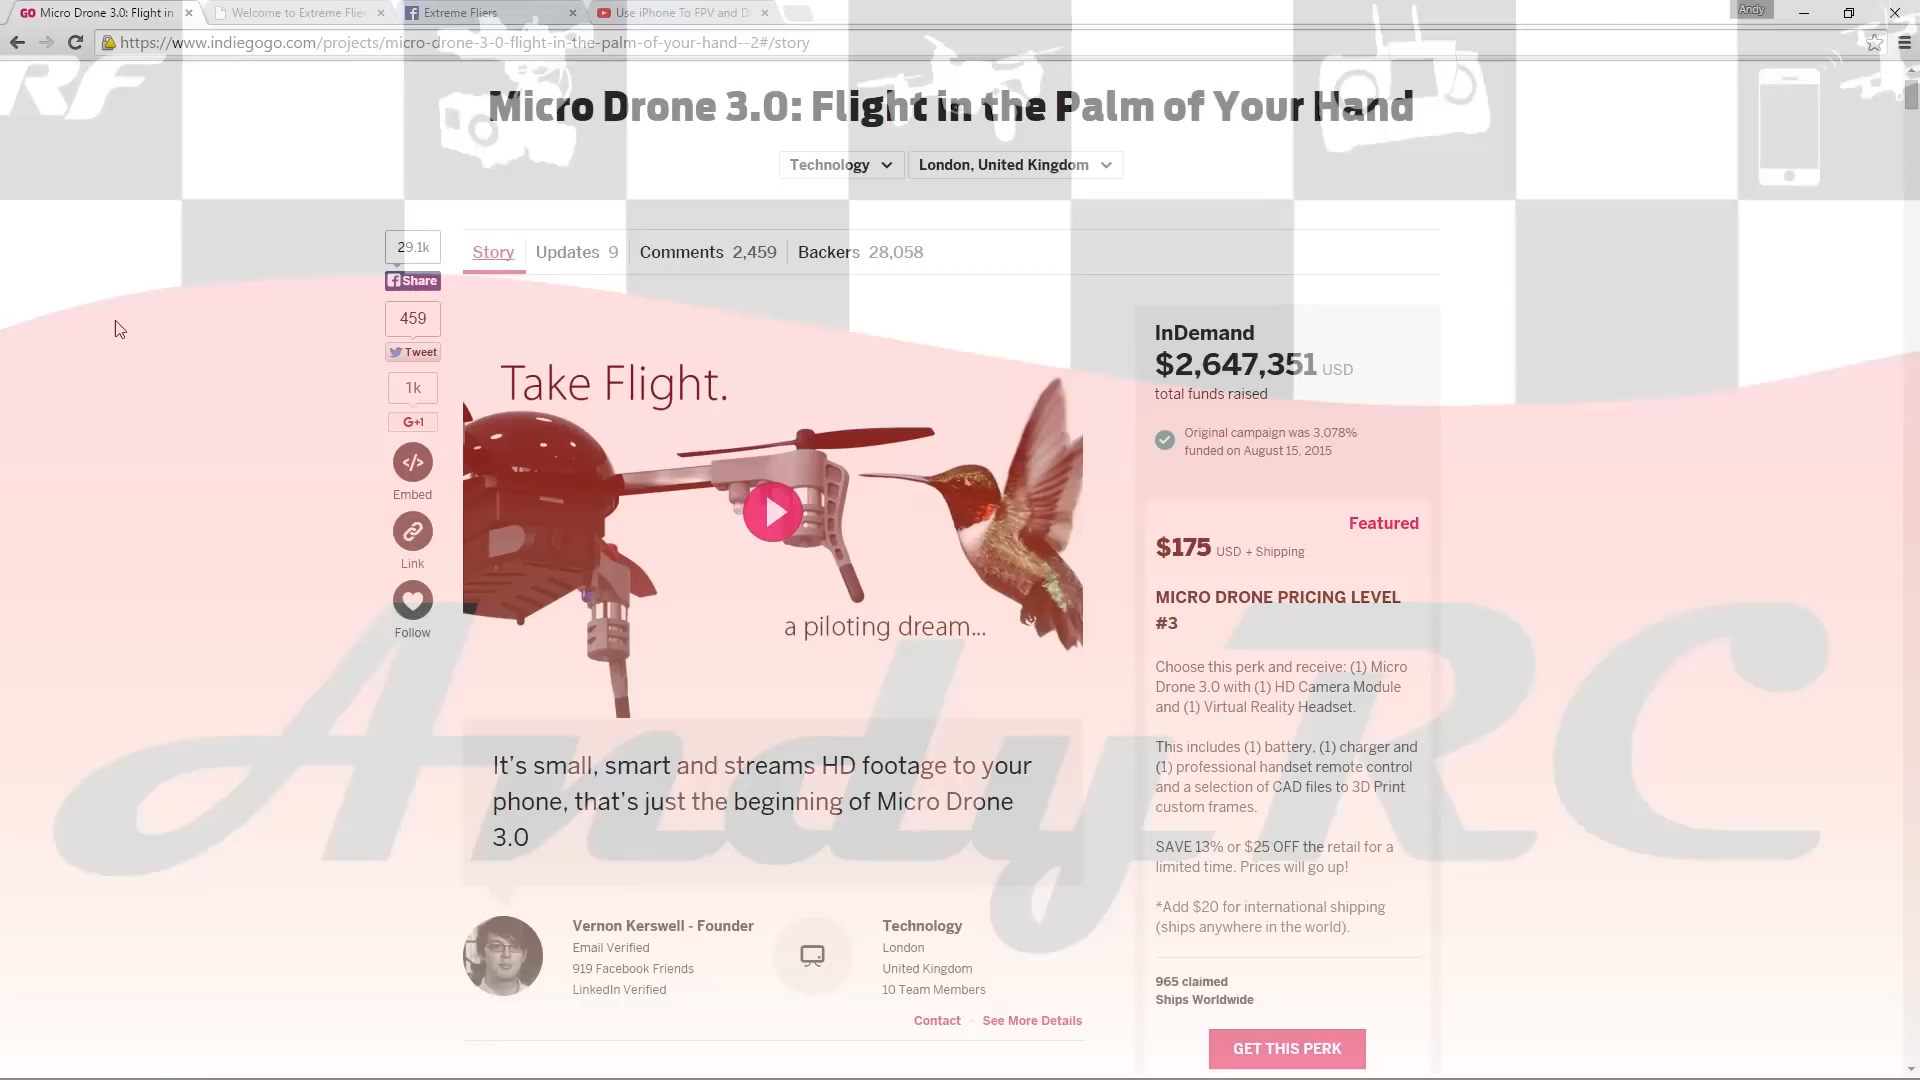 Micro Drone 3.0: Flight in
Welcome to Extreme Flier
Extreme Fliers
Use iPhone To FPV and D
Andy
https://www.indiegogo.com/projects/micro-drone-3-0-flight-in-the-palm-of-your-hand--2#/story
RF
Micro Drone 3.0: Flight in the Palm of Your Hand
Technology
London, United Kingdom
Story
Updates 9
Comments 2,459
Backers 28,058
29.1k
Share
459
Tweet
1k
G+1
Embed
Link
Follow
Take Flight.
a piloting dream...
InDemand
$2,647,351 USD
total funds raised
Original campaign was 3,078%
funded on August 15, 2015
Featured
$175 USD + Shipping
MICRO DRONE PRICING LEVEL
#3
Choose this perk and receive: (1) Micro
Drone 3.0 with (1) HD Camera Module
and (1) Virtual Reality Headset.
This includes (1) battery, (1) charger and
(1) professional handset remote control
and a selection of CAD files to 3D Print
custom frames.
SAVE 13% or $25 OFF the retail for a
limited time. Prices will go up!
*Add $20 for international shipping
(ships anywhere in the world).
965 claimed
Ships Worldwide
GET THIS PERK
AndyRC
It's small, smart and streams HD footage to your
phone, that's just the beginning of Micro Drone
3.0
Vernon Kerswell - Founder
Email Verified
919 Facebook Friends
LinkedIn Verified
Technology
London
United Kingdom
10 Team Members
Contact - See More Details